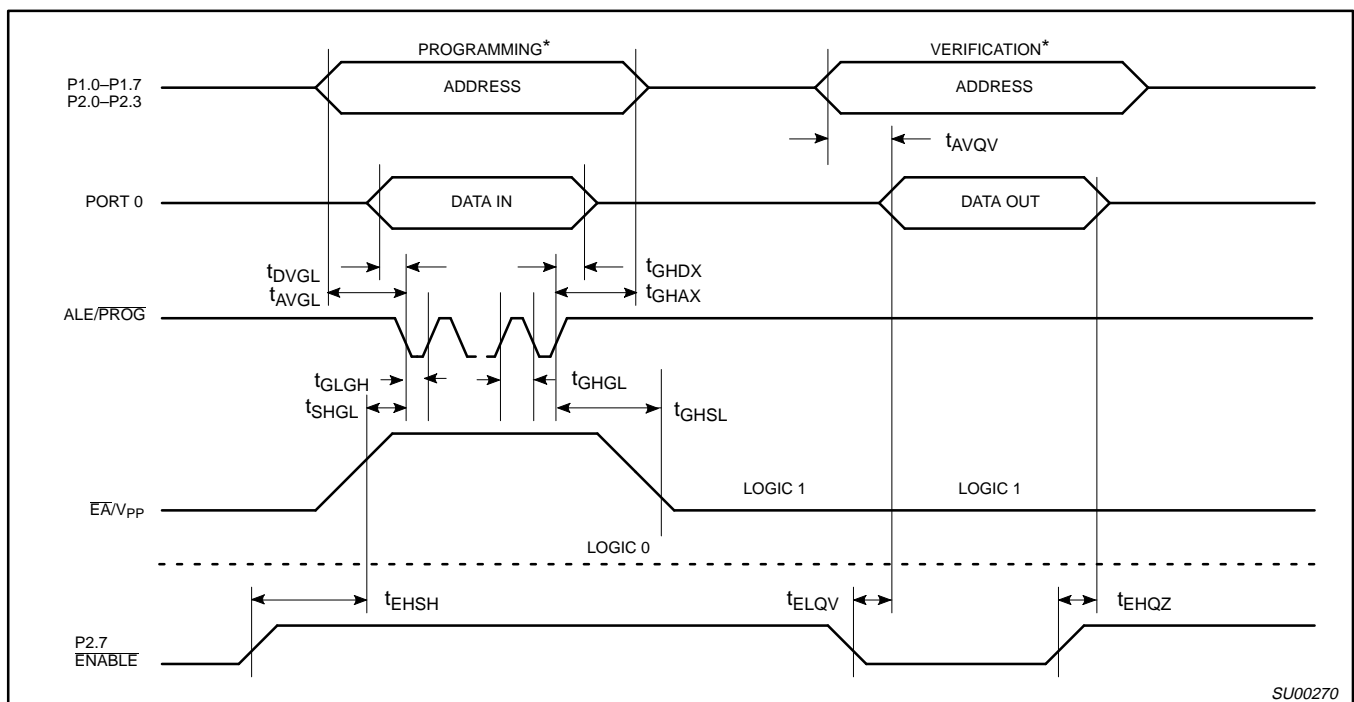 PROGRAMMING* VERIFICATION*
P1.0–P1.7
P2.0–P2.3
ADDRESS ADDRESS
tAVQV
PORT 0 DATA IN DATA OUT
tDVGL tGHDX
tAVGL tGHAX
ALE/PROG
tGLGH tGHGL
tSHGL tGHSL
LOGIC 1 LOGIC 1
EA/VPP
LOGIC 0
tEHSH tELQV tEHQZ
P2.7
ENABLE
SU00270